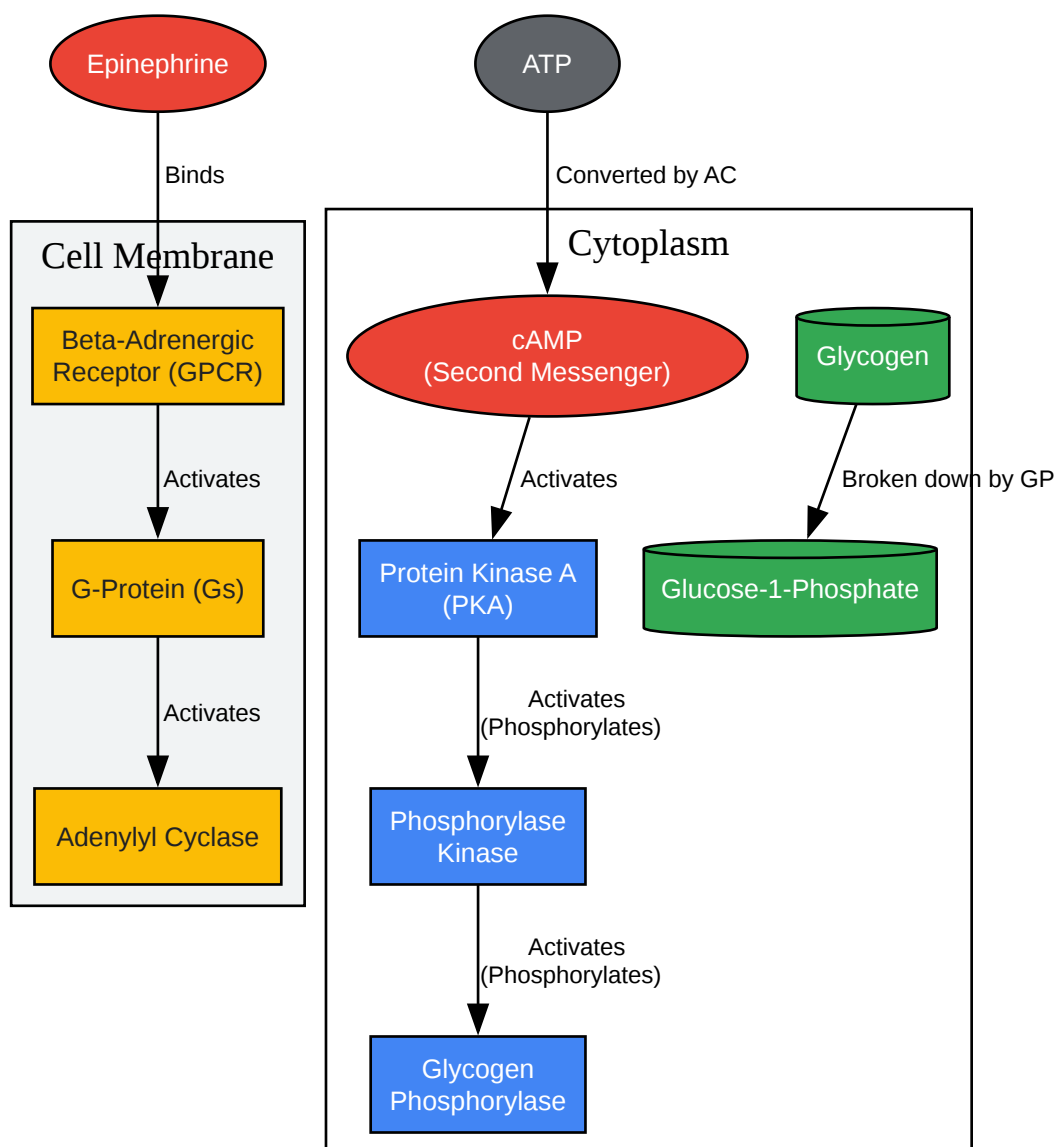 Epinephrine
ATP
Binds
Converted by AC
Cell Membrane
Cytoplasm
Beta-Adrenergic
Receptor (GPCR)
cAMP
(Second Messenger)
Glycogen
Activates
Activates
Broken down by GP
G-Protein (Gs)
Protein Kinase A
(PKA)
Glucose-1-Phosphate
Activates
Activates
(Phosphorylates)
Adenylyl Cyclase
Phosphorylase
Kinase
Activates
(Phosphorylates)
Glycogen
Phosphorylase